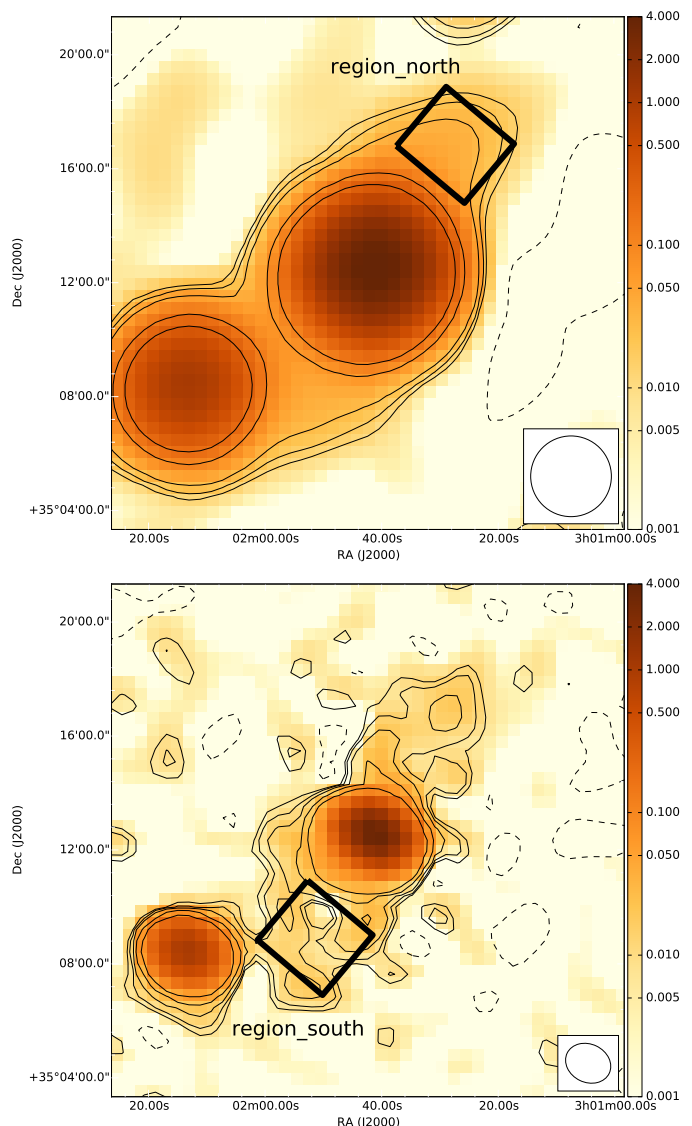 region_north
20'00.0"
16'00.0"
12'00.0"
08'00.0"
+35°04'00.0"
Dec (J2000)
20.00s
02m00.00s
40.00s
20.00s
3h01m00.00s
RA (J2000)
4.000
2.000
1.000
0.500
0.100
0.050
0.010
0.005
0.001
20'00.0"
16'00.0"
12'00.0"
08'00.0"
+35°04'00.0"
Dec (J2000)
region_south
20.00s
02m00.00s
40.00s
20.00s
3h01m00.00s
RA (J2000)
4.000
2.000
1.000
0.500
0.100
0.050
0.010
0.005
0.001